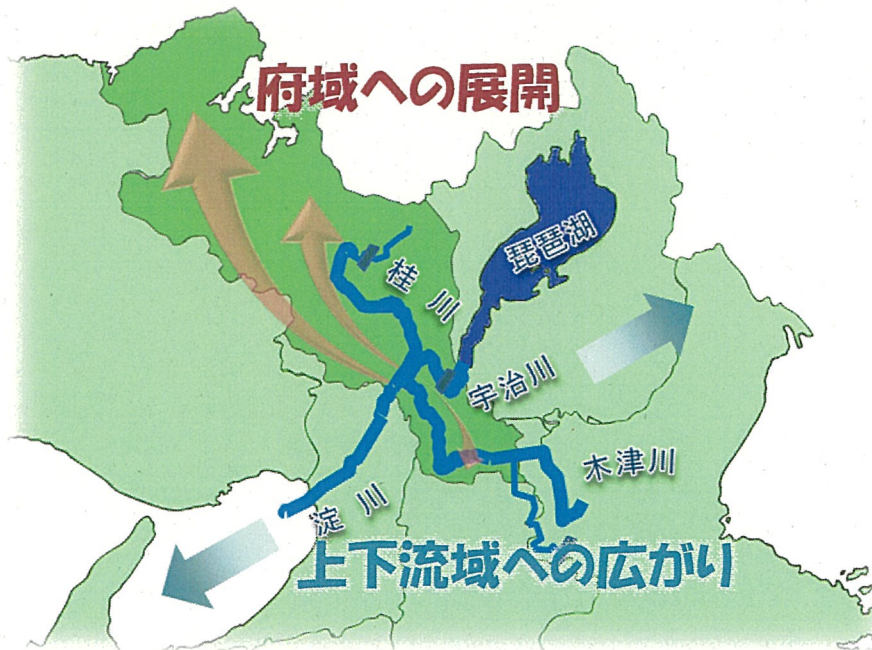 府域への展開
琵琶湖
桂川
宇治川
木津川
淀川
上下流域への広がり